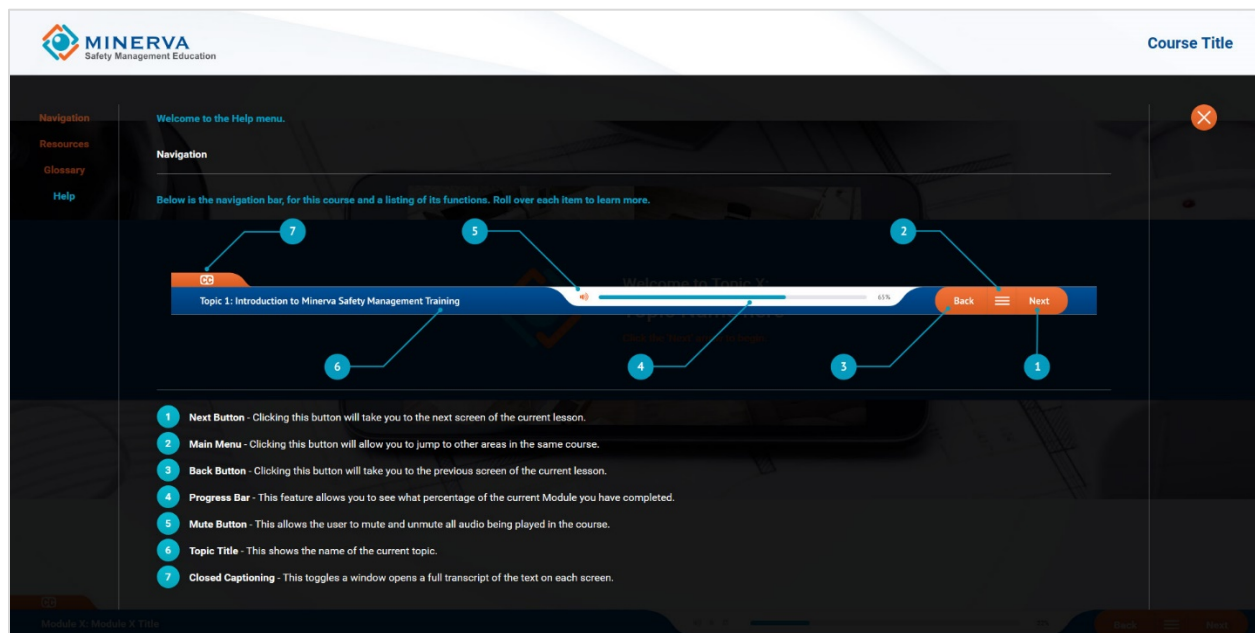 MINERVA
Safety Management Education
Course Title
Navigation
Resources
Glossary
Help
Welcome to the Help menu.
Navigation
Below is the navigation bar, for this course and a listing of its functions. Roll over each item to learn more.
7
5
2
CC
Welcome to Topic X:
Topic 1: Introduction to Minerva Safety Management Training
65%
Back
Next
6
4
3
1
1 Next Button - Clicking this button will take you to the next screen of the current lesson.
2 Main Menu - Clicking this button will allow you to jump to other areas in the same course.
3 Back Button - Clicking this button will take you to the previous screen of the current lesson.
4 Progress Bar - This feature allows you to see what percentage of the current Module you have completed.
5 Mute Button - This allows the user to mute and unmute all audio being played in the course.
6 Topic Title - This shows the name of the current topic.
7 Closed Captioning - This toggles a window opens a full transcript of the text on each screen.
CC
Module X: Module X Title
Back
Next